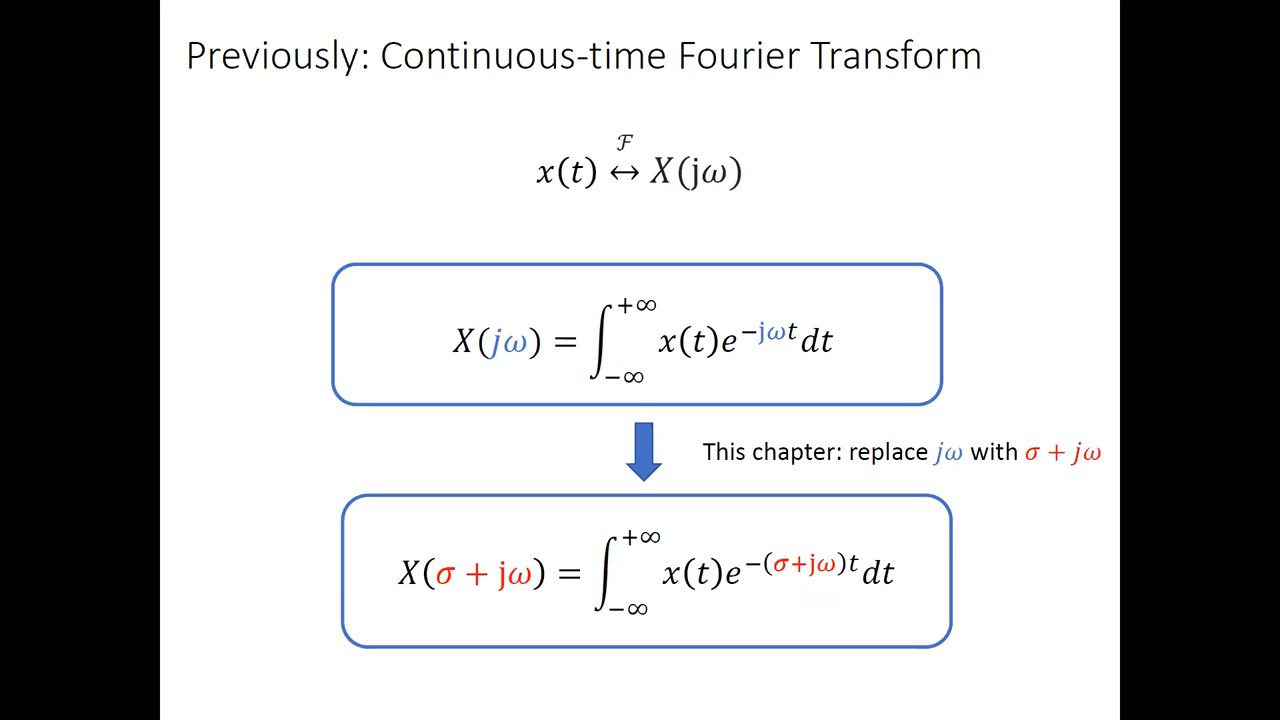 Previously: Continuous-time Fourier Transform
ℱ
x(t) ↔ X(jω)
X(jω) = ∫_{−∞}^{+∞} x(t)e^{−jωt}dt
This chapter: replace jω with σ + jω
X(σ + jω) = ∫_{−∞}^{+∞} x(t)e^{−(σ+jω)t}dt